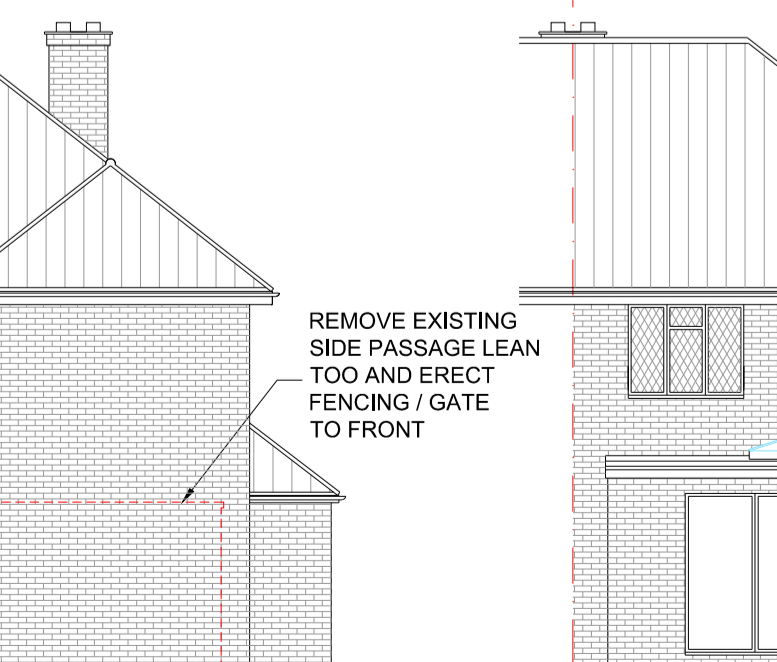 REMOVE EXISTING
SIDE PASSAGE LEAN
TOO AND ERECT
FENCING / GATE
TO FRONT